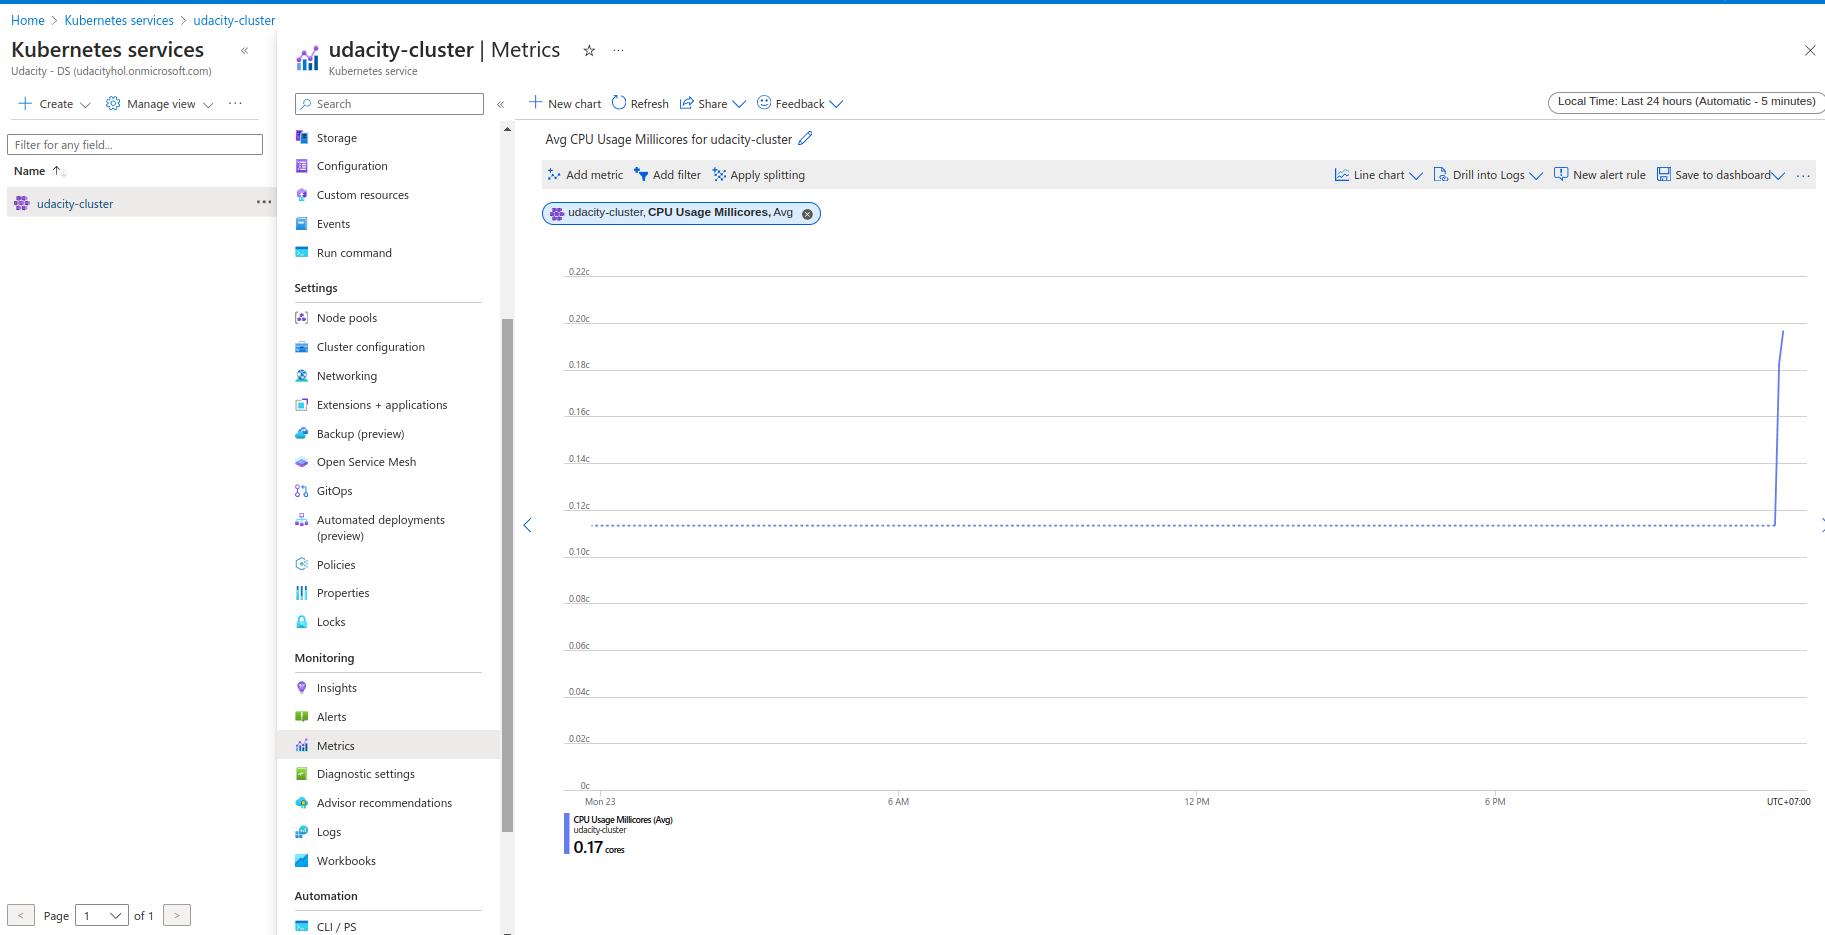 Home > Kubernetes services > udacity-cluster
Kubernetes services
«
Udacity - DS (udacityhol.onmicrosoft.com)
Create
Manage view
...
Filter for any field...
Name
udacity-cluster
...
< Page 1 of 1 >
udacity-cluster | Metrics
...
Kubernetes service
Search
«
Storage
Configuration
Custom resources
Events
Run command
Settings
Node pools
Cluster configuration
Networking
Extensions + applications
Backup (preview)
Open Service Mesh
GitOps
Automated deployments
(preview)
Policies
Properties
Locks
Monitoring
Insights
Alerts
Metrics
Diagnostic settings
Advisor recommendations
Logs
Workbooks
Automation
CLI / PS
New chart
Refresh
Share
Feedback
Local Time: Last 24 hours (Automatic - 5 minutes)
Avg CPU Usage Millicores for udacity-cluster
Add metric
Add filter
Apply splitting
Line chart
Drill into Logs
New alert rule
Save to dashboard
...
udacity-cluster, CPU Usage Millicores, Avg
0.22c
0.20c
0.18c
0.16c
0.14c
0.12c
0.10c
0.08c
0.06c
0.04c
0.02c
0c
Mon 23
6 AM
12 PM
6 PM
UTC+07:00
CPU Usage Millicores (Avg)
udacity-cluster
0.17 cores